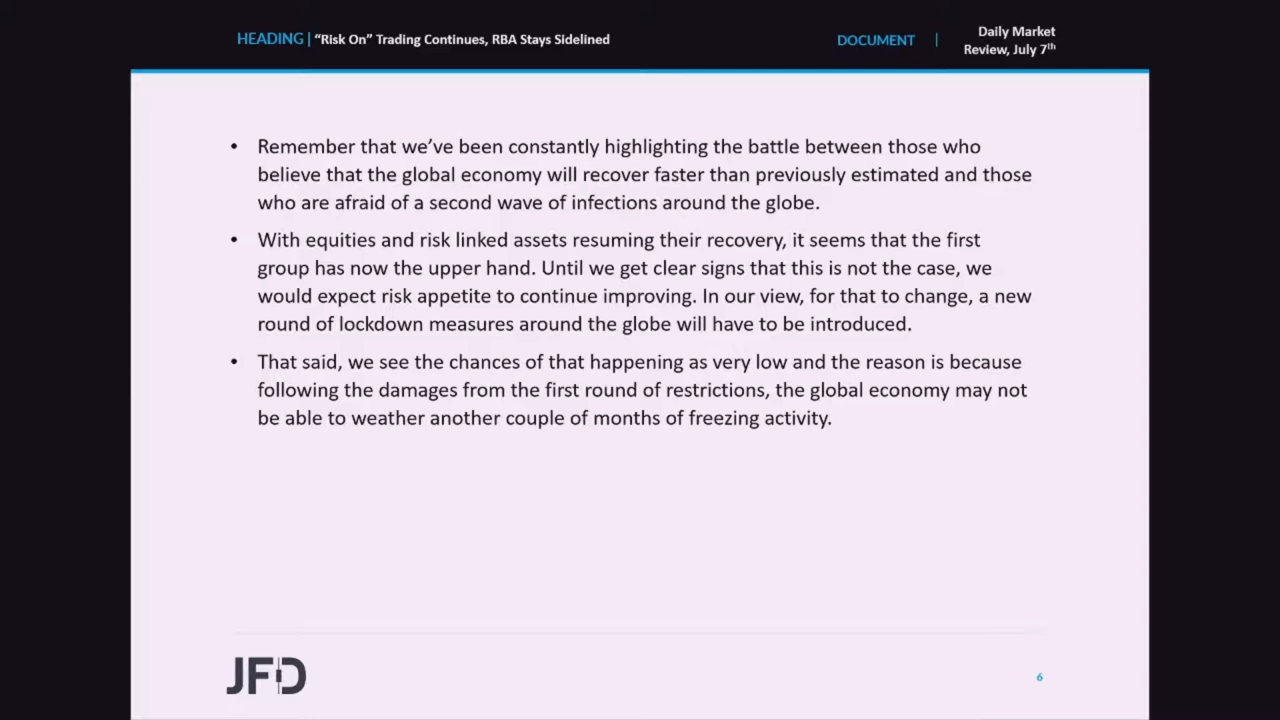 HEADING | “Risk On” Trading Continues, RBA Stays Sidelined
DOCUMENT |
Daily Market
Review, July 7th
• Remember that we’ve been constantly highlighting the battle between those who
believe that the global economy will recover faster than previously estimated and those
who are afraid of a second wave of infections around the globe.
• With equities and risk linked assets resuming their recovery, it seems that the first
group has now the upper hand. Until we get clear signs that this is not the case, we
would expect risk appetite to continue improving. In our view, for that to change, a new
round of lockdown measures around the globe will have to be introduced.
• That said, we see the chances of that happening as very low and the reason is because
following the damages from the first round of restrictions, the global economy may not
be able to weather another couple of months of freezing activity.
JFD
6